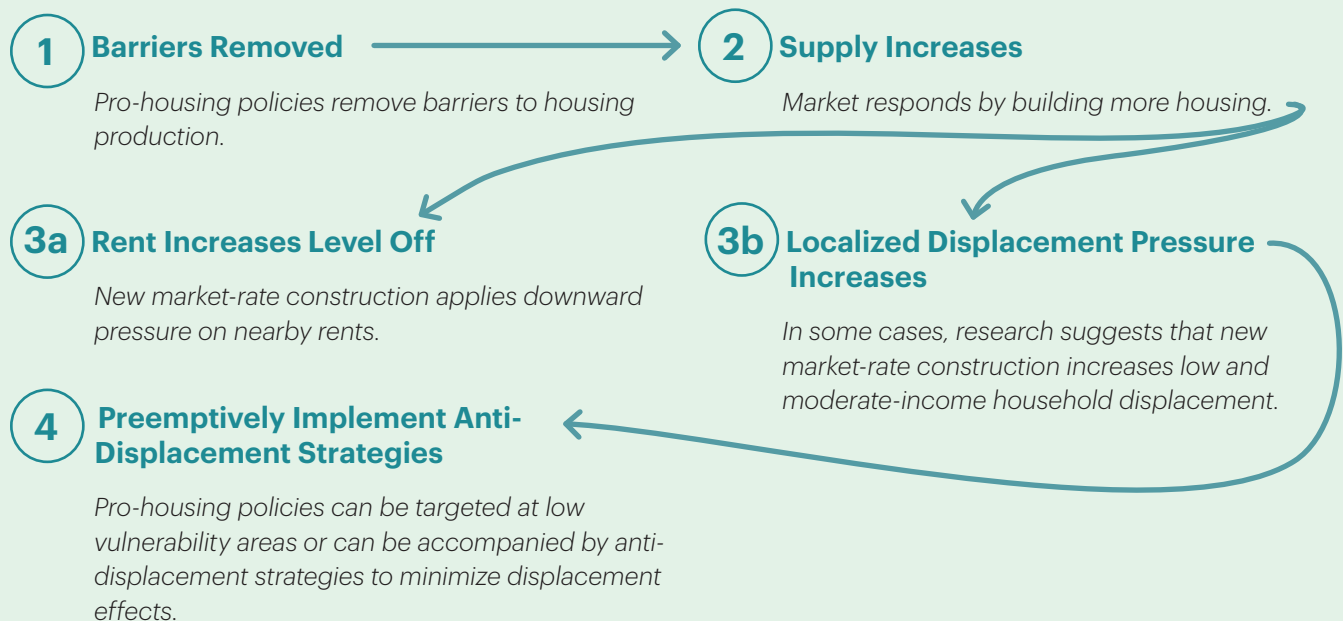 1 Barriers Removed
Pro-housing policies remove barriers to housing
production.
2 Supply Increases
Market responds by building more housing.
3a Rent Increases Level Off
New market-rate construction applies downward
pressure on nearby rents.
3b Localized Displacement Pressure
Increases
In some cases, research suggests that new
market-rate construction increases low and
moderate-income household displacement.
4 Preemptively Implement Anti-
Displacement Strategies
Pro-housing policies can be targeted at low
vulnerability areas or can be accompanied by anti-
displacement strategies to minimize displacement
effects.